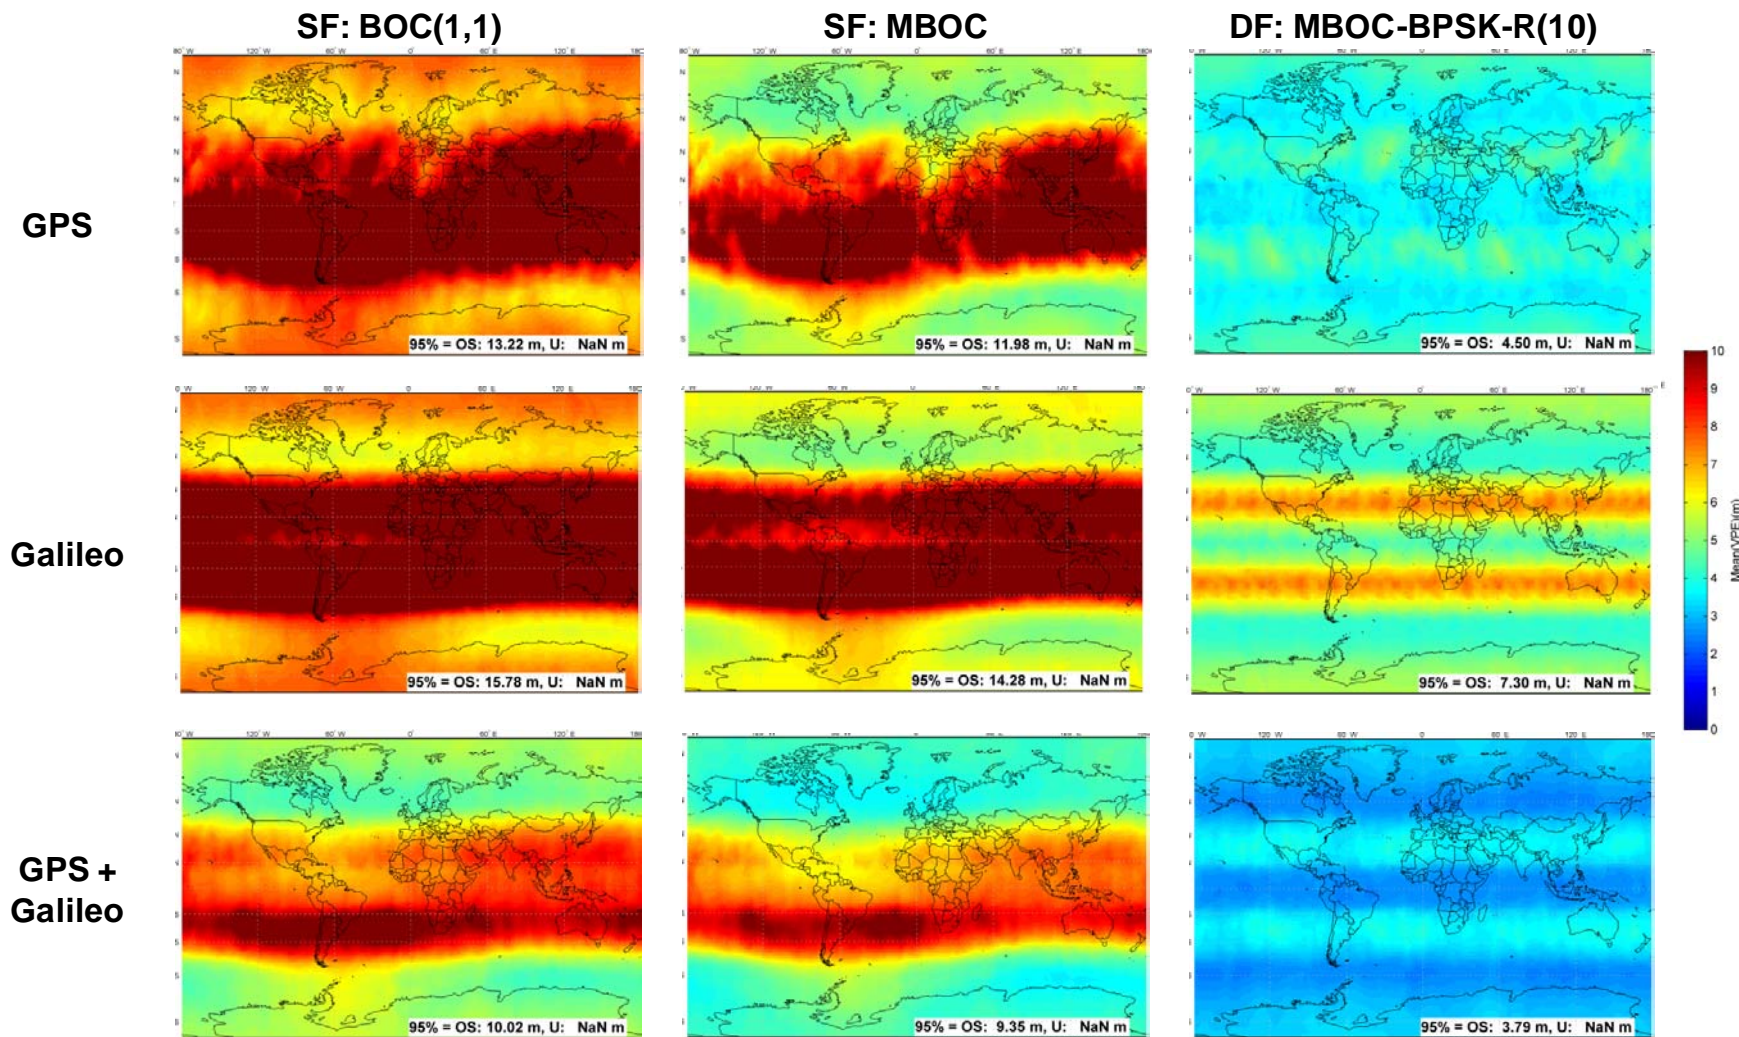 SF: BOC(1,1)
SF: MBOC
DF: MBOC-BPSK-R(10)
GPS
95% = OS: 13.22 m, U: NaN m
95% = OS: 11.98 m, U: NaN m
95% = OS: 4.50 m, U: NaN m
Galileo
95% = OS: 15.78 m, U: NaN m
95% = OS: 14.28 m, U: NaN m
95% = OS: 7.30 m, U: NaN m
10
9
8
7
6
5
4
3
2
1
0
Mean(VPE)(m)
GPS +
Galileo
95% = OS: 10.02 m, U: NaN m
95% = OS: 9.35 m, U: NaN m
95% = OS: 3.79 m, U: NaN m